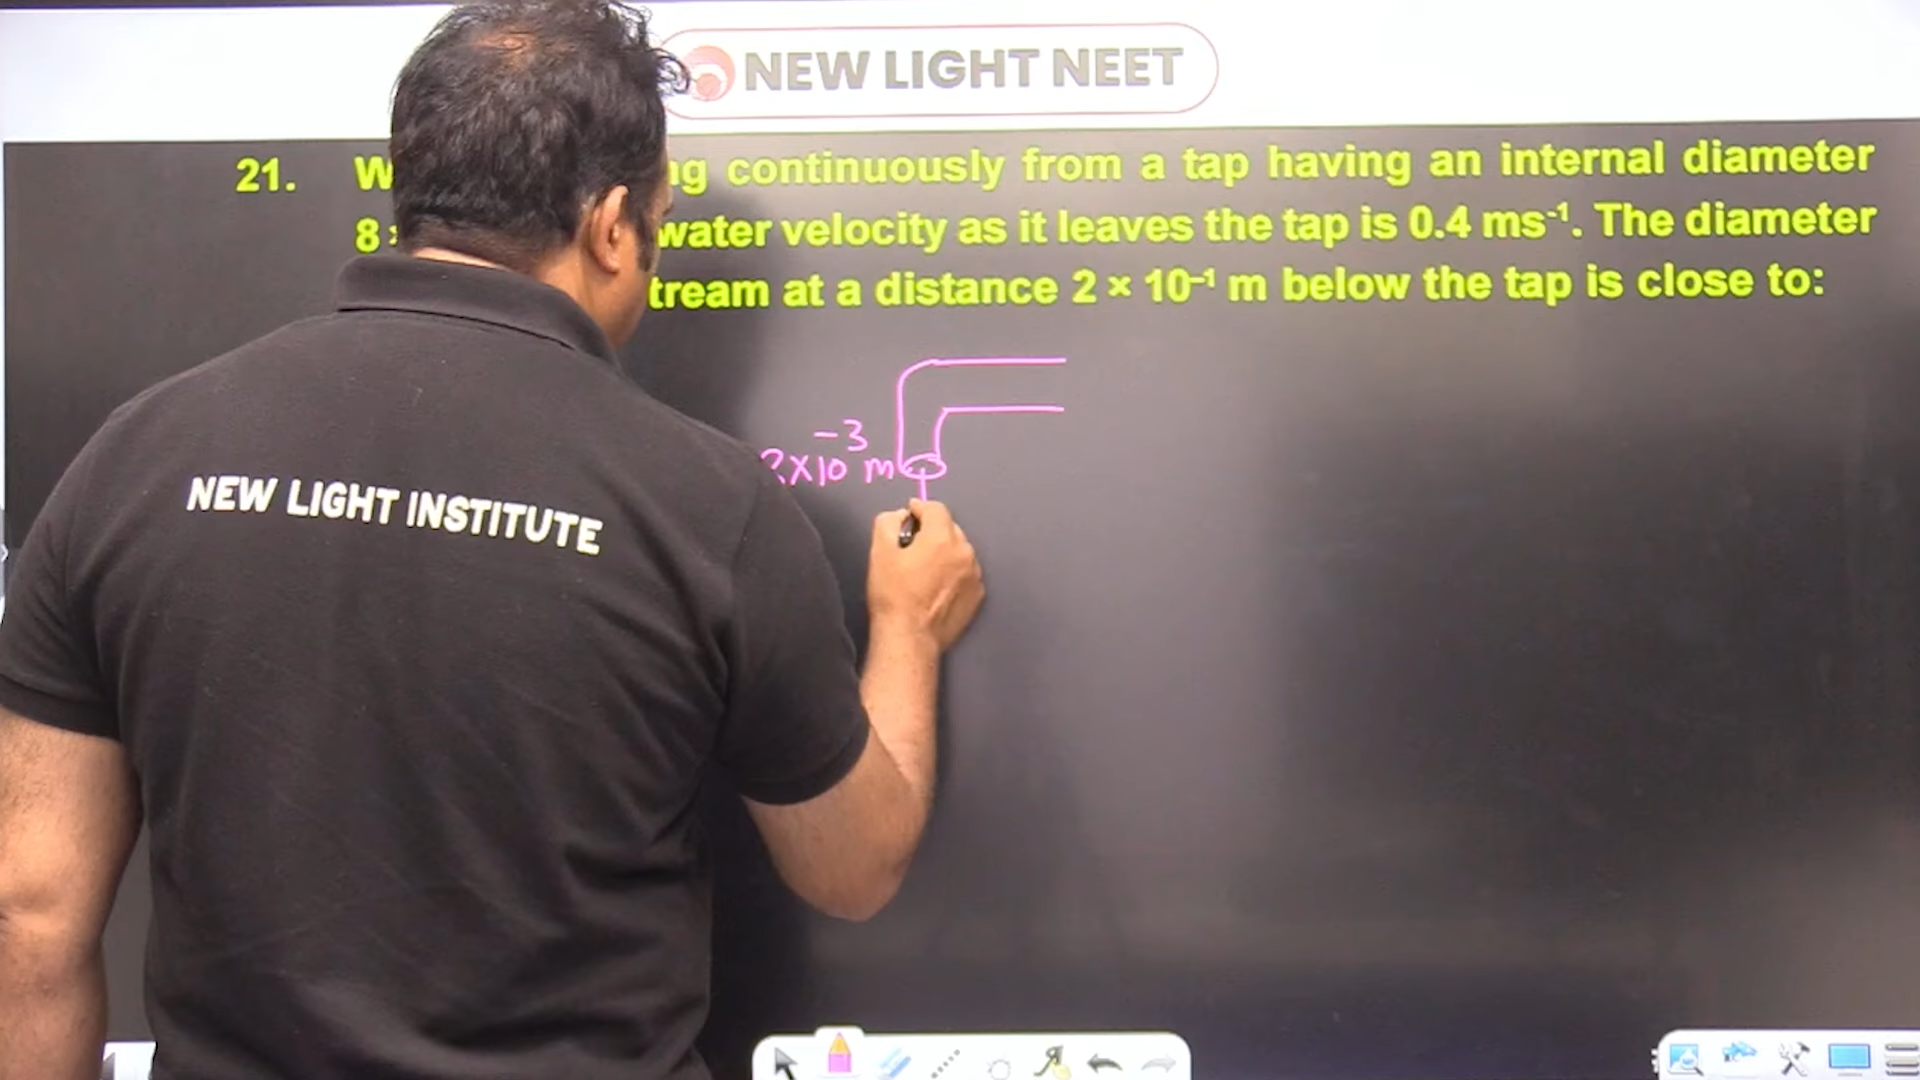 NEW LIGHT NEET
21. continuously from a tap having an internal diameter
8 water velocity as it leaves the tap is 0.4 ms⁻¹. The diameter
tream at a distance 2 × 10⁻¹ m below the tap is close to:
×10⁻³ m
NEW LIGHT INSTITUTE